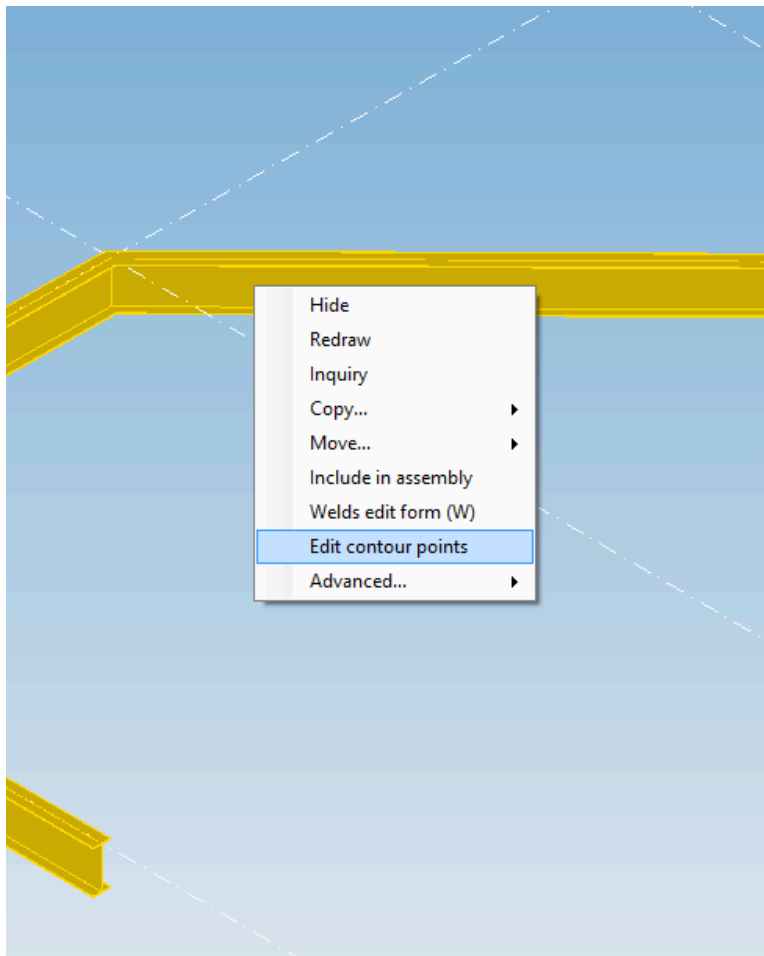 Hide
Redraw
Inquiry
Copy...
Move...
Include in assembly
Welds edit form (W)
Edit contour points
Advanced...